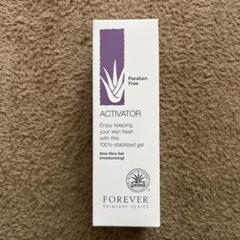 Paraben
Free
ACTIVATOR
Enjoy keeping
your skin fresh
with this
100% stabilized gel
Aloe Vera Gel
(moisturizing)
FOREVER
SKINCARE SERIES